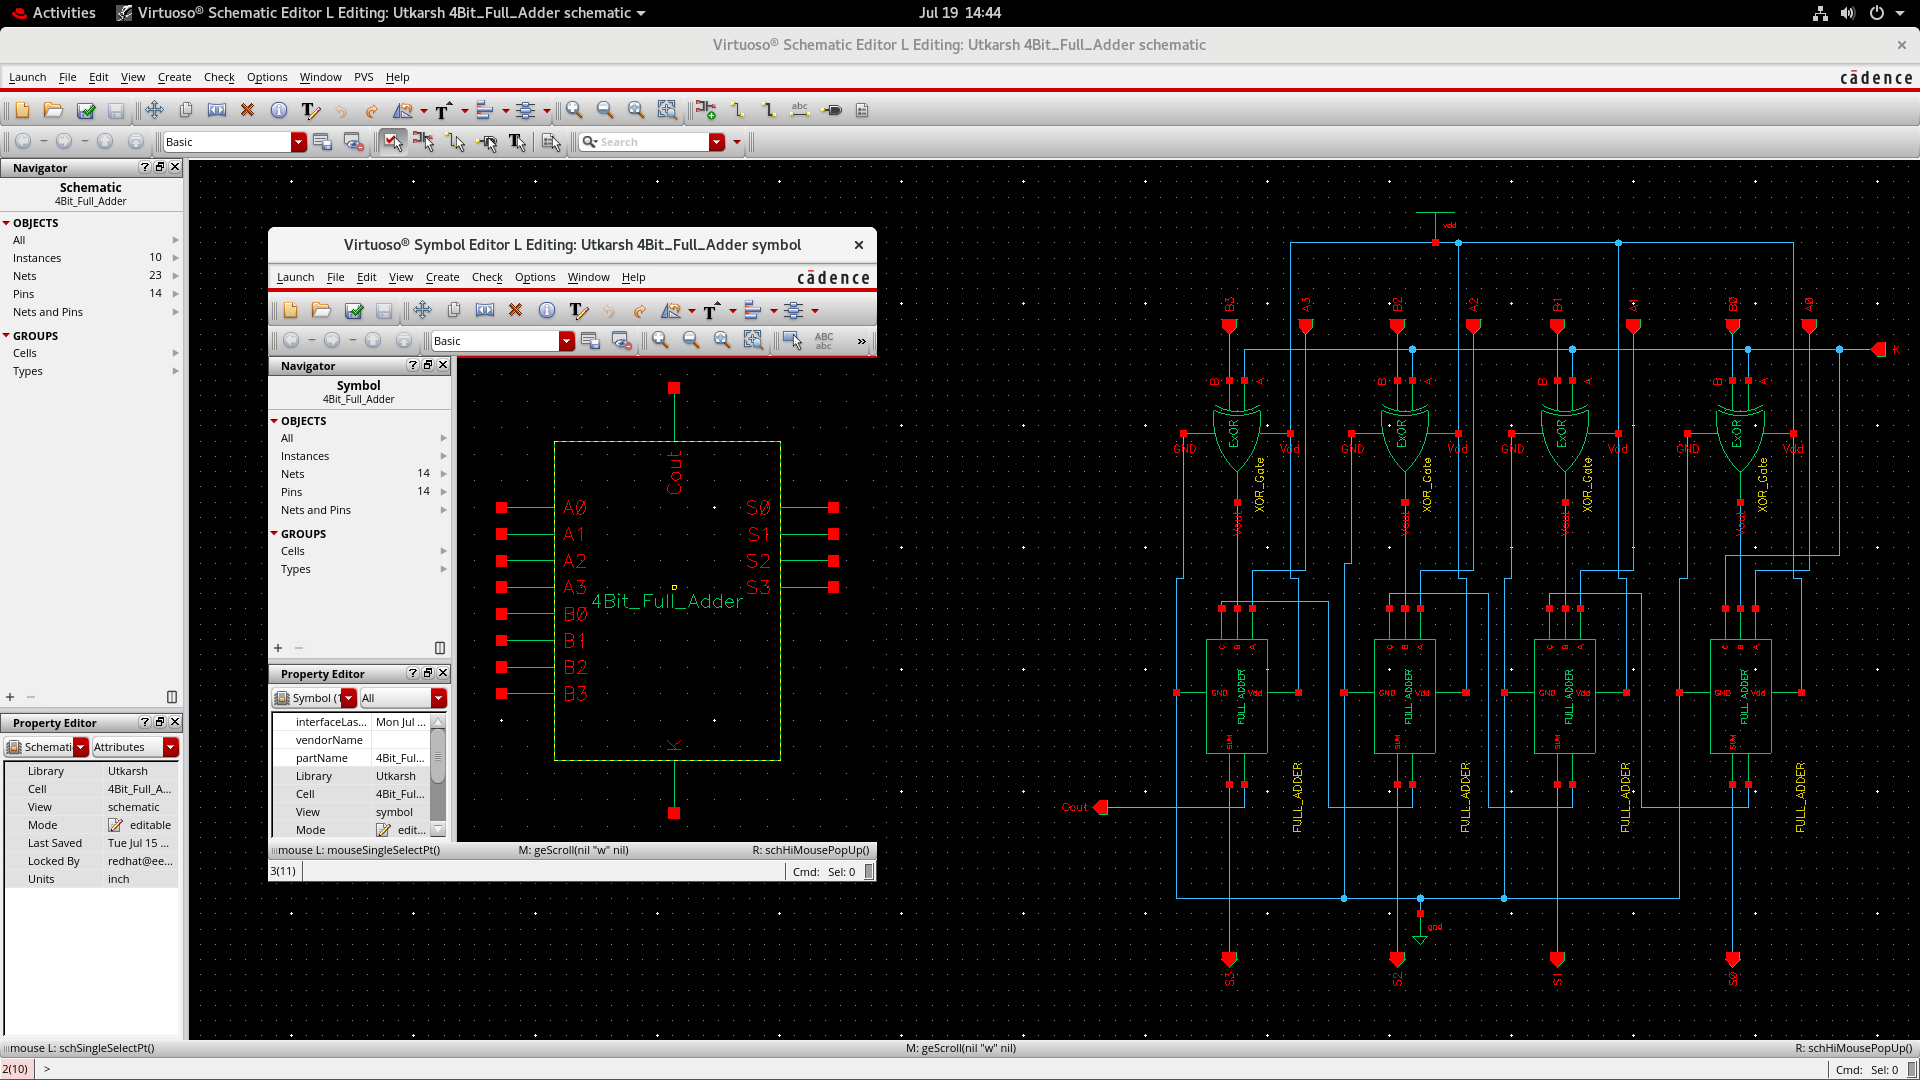 Activities
Virtuoso® Schematic Editor L Editing: Utkarsh 4Bit_Full_Adder schematic
Jul 19 14:44
Virtuoso® Schematic Editor L Editing: Utkarsh 4Bit_Full_Adder schematic
Launch File Edit View Create Check Options Window PVS Help
cādence
Basic
Search
Navigator
Schematic
4Bit_Full_Adder
OBJECTS
All
Instances 10
Nets 23
Pins 14
Nets and Pins
GROUPS
Cells
Types
Property Editor
Schemati Attributes
Library Utkarsh
Cell 4Bit_Full_A...
View schematic
Mode editable
Last Saved Tue Jul 15 ...
Locked By redhat@ee...
Units inch
Virtuoso® Symbol Editor L Editing: Utkarsh 4Bit_Full_Adder symbol
Launch File Edit View Create Check Options Window Help
cādence
Basic
ABC
abc
»
Navigator
Symbol
4Bit_Full_Adder
OBJECTS
All
Instances
Nets 14
Pins 14
Nets and Pins
GROUPS
Cells
Types
Property Editor
Symbol (1 All
interfaceLas... Mon Jul ...
vendorName
partName 4Bit_Ful...
Library Utkarsh
Cell 4Bit_Ful...
View symbol
Mode edit...
Cout
A0 S0
A1 S1
A2 S2
A3 S3
4Bit_Full_Adder
B0
B1
B2
B3
K
mouse L: mouseSingleSelectPt() M: geScroll(nil "w" nil) R: schHiMousePopUp()
3(11) Cmd: Sel: 0
vdd
B3 A3 B2 A2 B1 A1 B0 A0
K
B A B A B A B A
ExOR ExOR ExOR ExOR
GND Vdd GND Vdd GND Vdd GND Vdd
XOR_Gate XOR_Gate XOR_Gate XOR_Gate
Vout Vout Vout Vout
C B A C B A C B A C B A
GND Vdd GND Vdd GND Vdd GND Vdd
FULL_ADDER FULL_ADDER FULL_ADDER FULL_ADDER
SUM SUM SUM SUM
FULL_ADDER FULL_ADDER FULL_ADDER FULL_ADDER
Cout
gnd
S3 S2 S1 S0
mouse L: schSingleSelectPt() M: geScroll(nil "w" nil) R: schHiMousePopUp()
2(10) > Cmd: Sel: 0